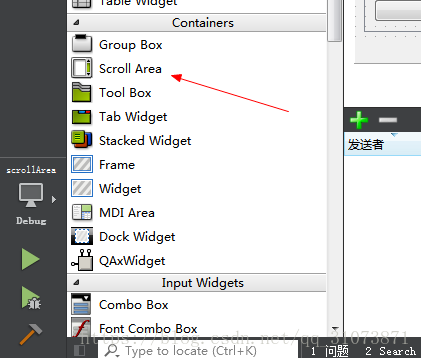 Table Widget
Containers
Group Box
Scroll Area
Tool Box
Tab Widget
Stacked Widget
Frame
Widget
MDI Area
Dock Widget
QAxWidget
Input Widgets
Combo Box
Font Combo Box
scrollArea
Debug
发送者
Type to locate (Ctrl+K)
1 问题 2 Search
https://blog.csdn.net/qq_31073871